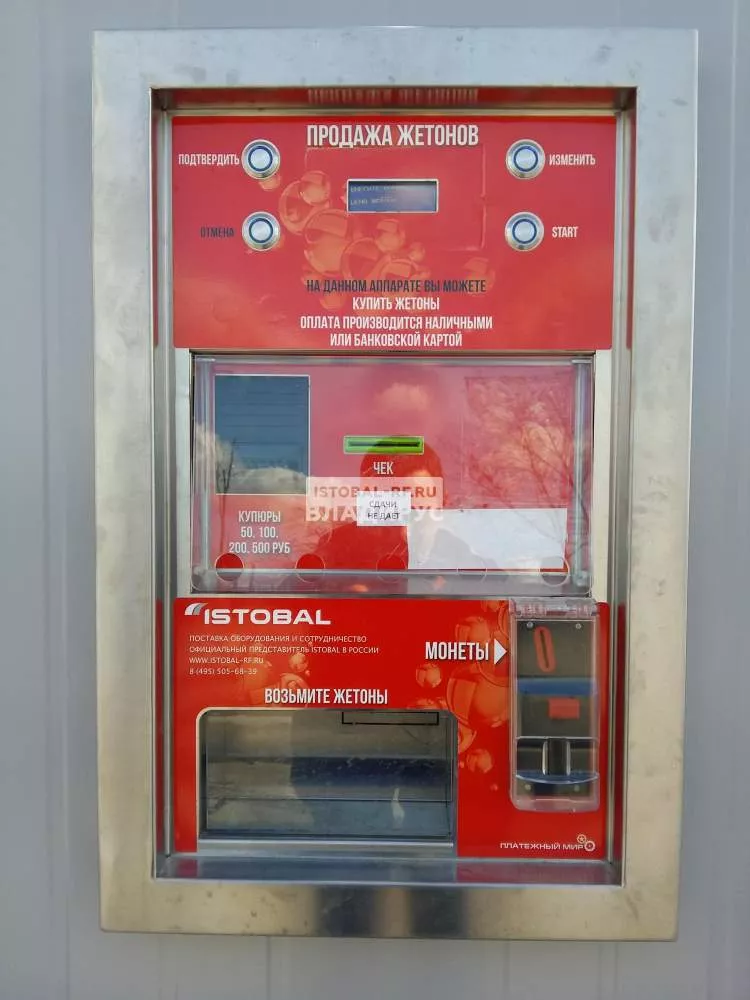 ПРОДАЖА ЖЕТОНОВ
ПОДТВЕРДИТЬ
ИЗМЕНИТЬ
ОТМЕНА
START
НА ДАННОМ АППАРАТЕ ВЫ МОЖЕТЕ
КУПИТЬ ЖЕТОНЫ
ОПЛАТА ПРОИЗВОДИТСЯ НАЛИЧНЫМИ
ИЛИ БАНКОВСКОЙ КАРТОЙ
ЧЕК
ISTOBAL-RF.RU
ВЛАДИРУС
СДАЧИ
НЕ ДАЕТ
КУПЮРЫ
50, 100,
200, 500 РУБ
ISTOBAL
ПОСТАВКА ОБОРУДОВАНИЯ И СОТРУДНИЧЕСТВО
ОФИЦИАЛЬНЫЙ ПРЕДСТАВИТЕЛЬ ISTOBAL В РОССИИ
WWW.ISTOBAL-RF.RU
8 (495) 505-68-39
МОНЕТЫ
ВОЗЬМИТЕ ЖЕТОНЫ
ПЛАТЕЖНЫЙ МИР